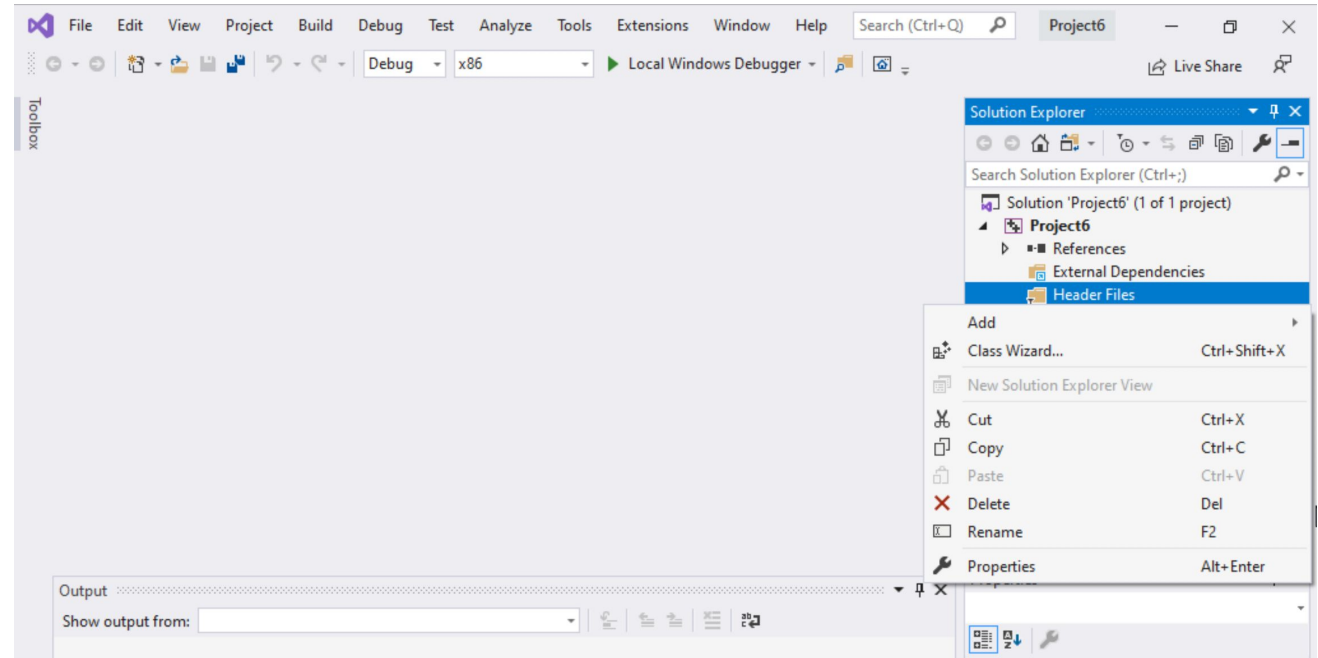 File Edit View Project Build Debug Test Analyze Tools Extensions Window Help Search (Ctrl+Q) Project6
Debug x86 Local Windows Debugger Live Share
Toolbox
Solution Explorer
Search Solution Explorer (Ctrl+;)
Solution 'Project6' (1 of 1 project)
Project6
References
External Dependencies
Header Files
Add
Class Wizard... Ctrl+Shift+X
New Solution Explorer View
Cut Ctrl+X
Copy Ctrl+C
Paste Ctrl+V
Delete Del
Rename F2
Properties Alt+Enter
Properties
Output
Show output from: